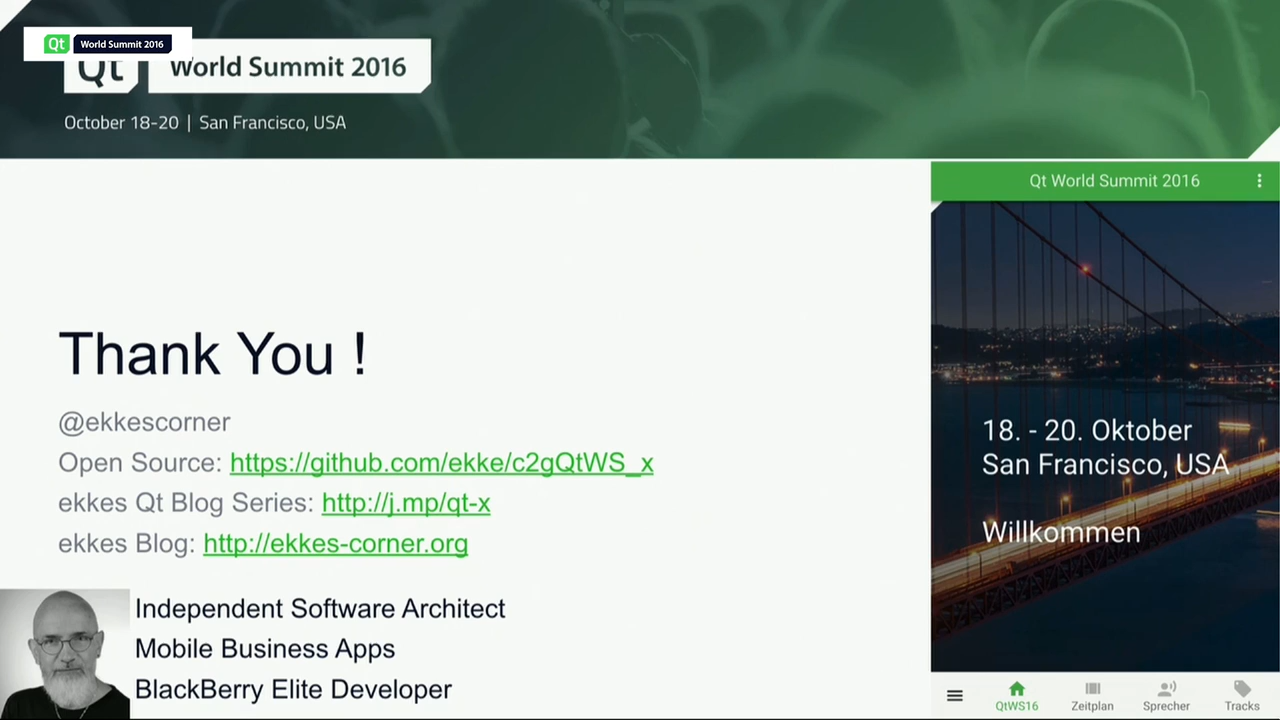 Qt World Summit 2016
Qt World Summit 2016
October 18-20 | San Francisco, USA
Thank You !
@ekkescorner
Open Source: https://github.com/ekke/c2gQtWS_x
ekkes Qt Blog Series: http://j.mp/qt-x
ekkes Blog: http://ekkes-corner.org
Independent Software Architect
Mobile Business Apps
BlackBerry Elite Developer
Qt World Summit 2016
18. - 20. Oktober
San Francisco, USA
Willkommen
QtWS16 Zeitplan Sprecher Tracks